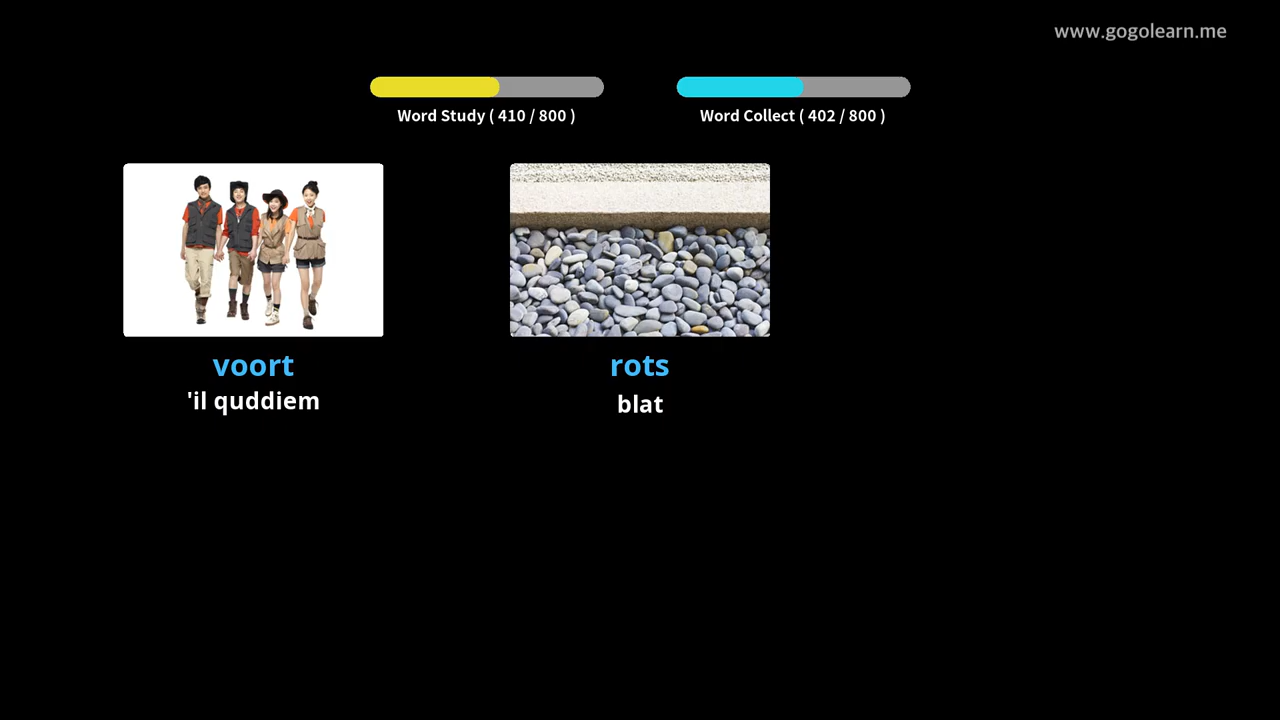 www.gogolearn.me
Word Study ( 410 / 800 )
Word Collect ( 402 / 800 )
voort
'il quddiem
rots
blat